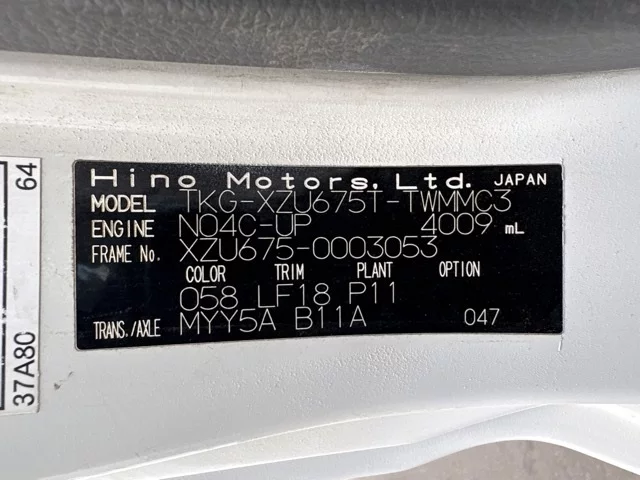 Hino Motors, Ltd. JAPAN
MODEL TKG-XZU675T-TWMMC3
ENGINE N04C-UP 4009 mL
FRAME No. XZU675-0003053
COLOR TRIM PLANT OPTION
058 LF18 P11
TRANS./AXLE MYY5A B11A 047
37A80 64